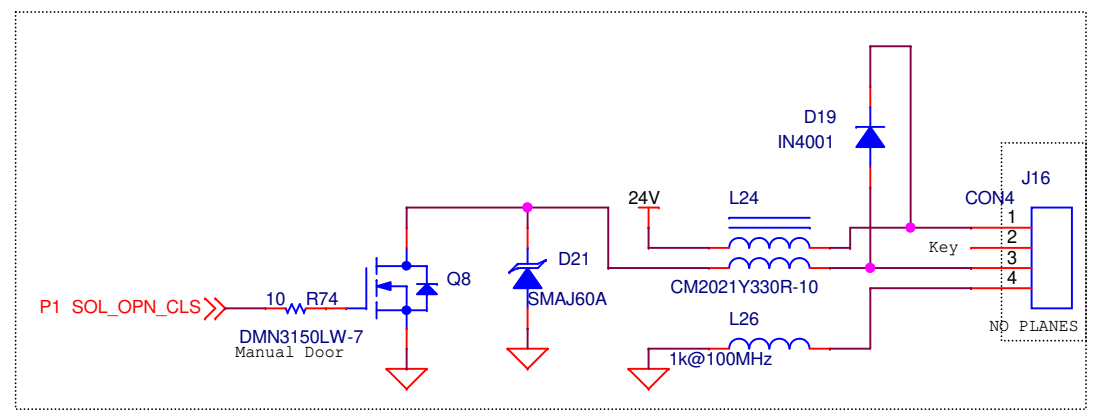 D19
IN4001
J16
24V
L24
CON4
1
2
Key
3
4
D21
Q8
SMAJ60A
CM2021Y330R-10
P1 SOL_OPN_CLS
10 R74
L26
NO PLANES
DMN3150LW-7
Manual Door
1k@100MHz